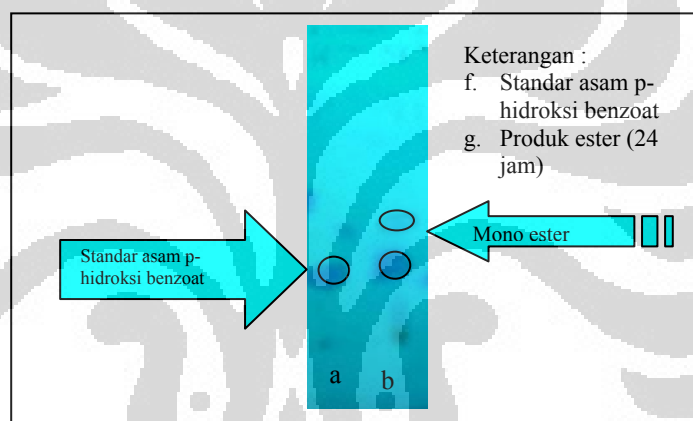 Keterangan :
f. Standar asam p-
hidroksi benzoat
g. Produk ester (24
jam)
Mono ester
Standar asam p-
hidroksi benzoat
a b